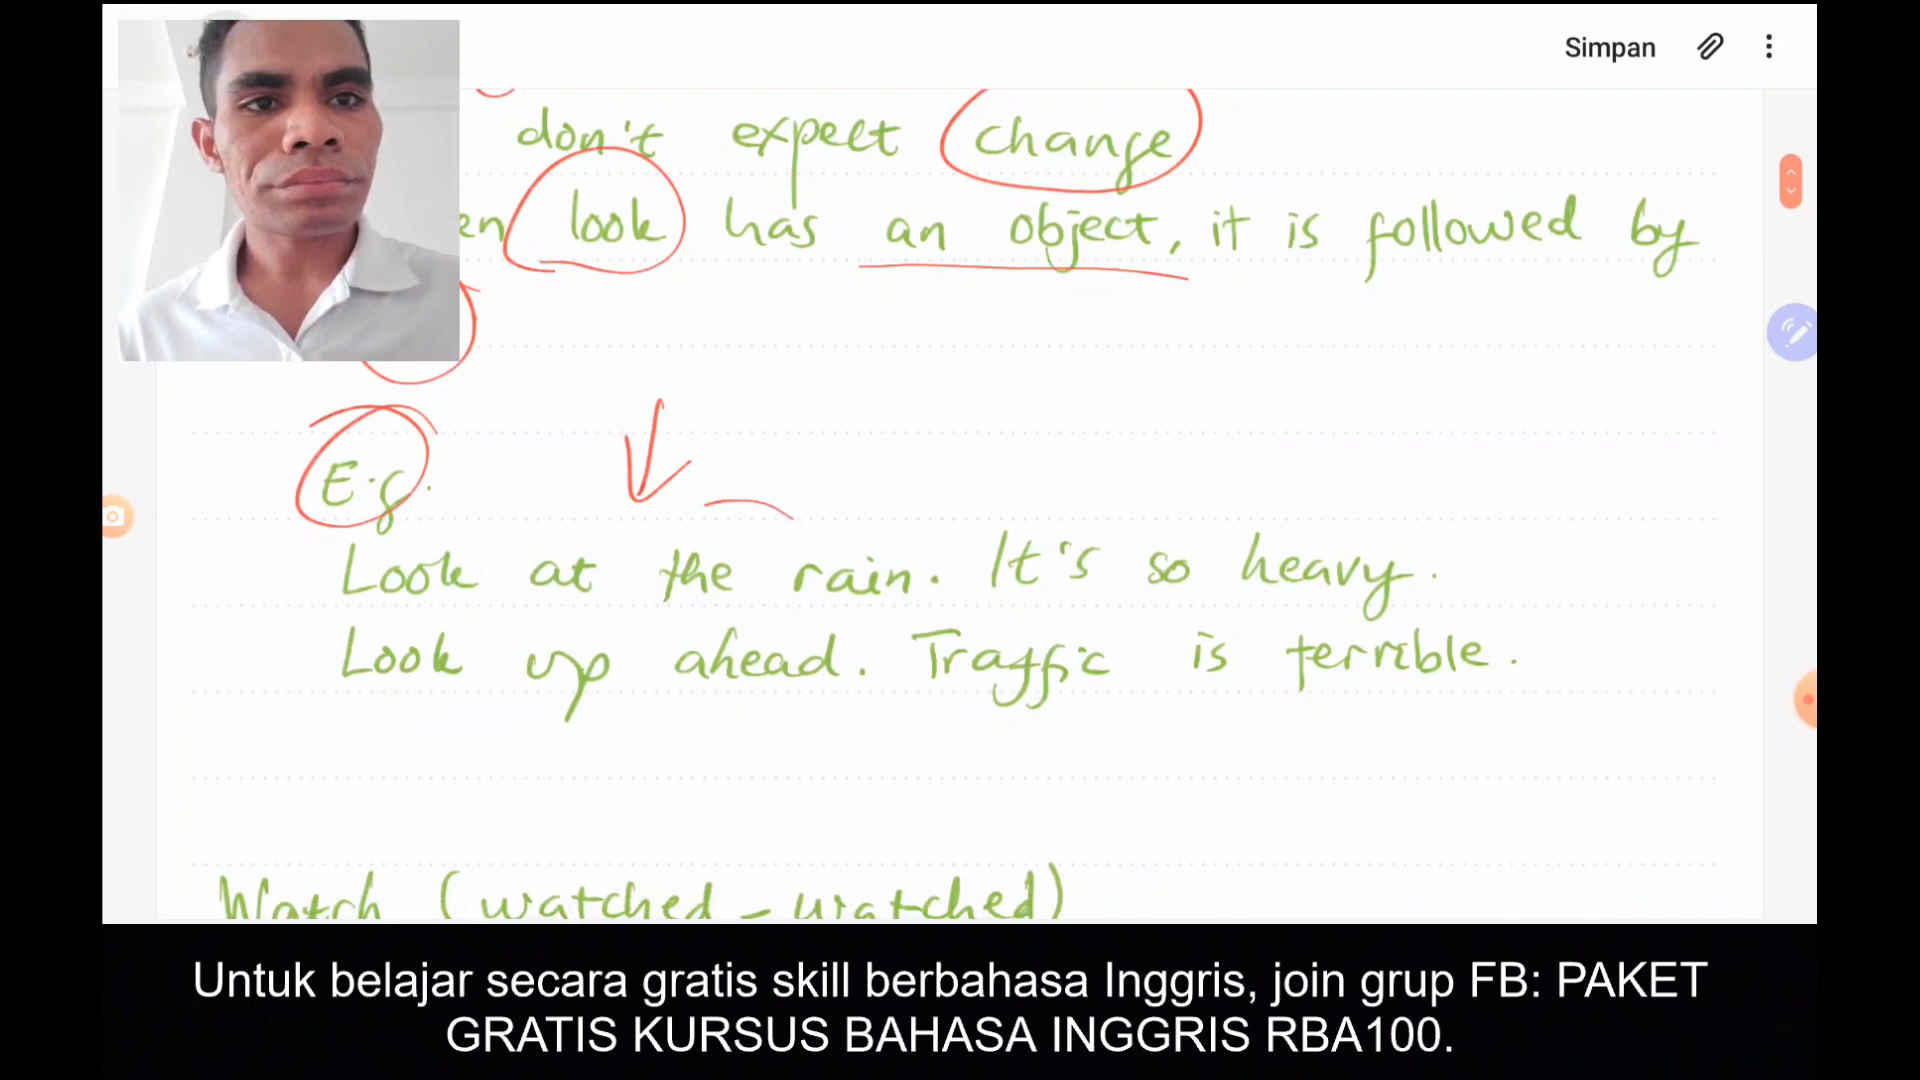 Simpan
don't expect change
en look has an object, it is followed by
E.g.
Look at the rain. It's so heavy.
Look up ahead. Traffic is terrible.
Watch (watched - watched)
Untuk belajar secara gratis skill berbahasa Inggris, join grup FB: PAKET
GRATIS KURSUS BAHASA INGGRIS RBA100.